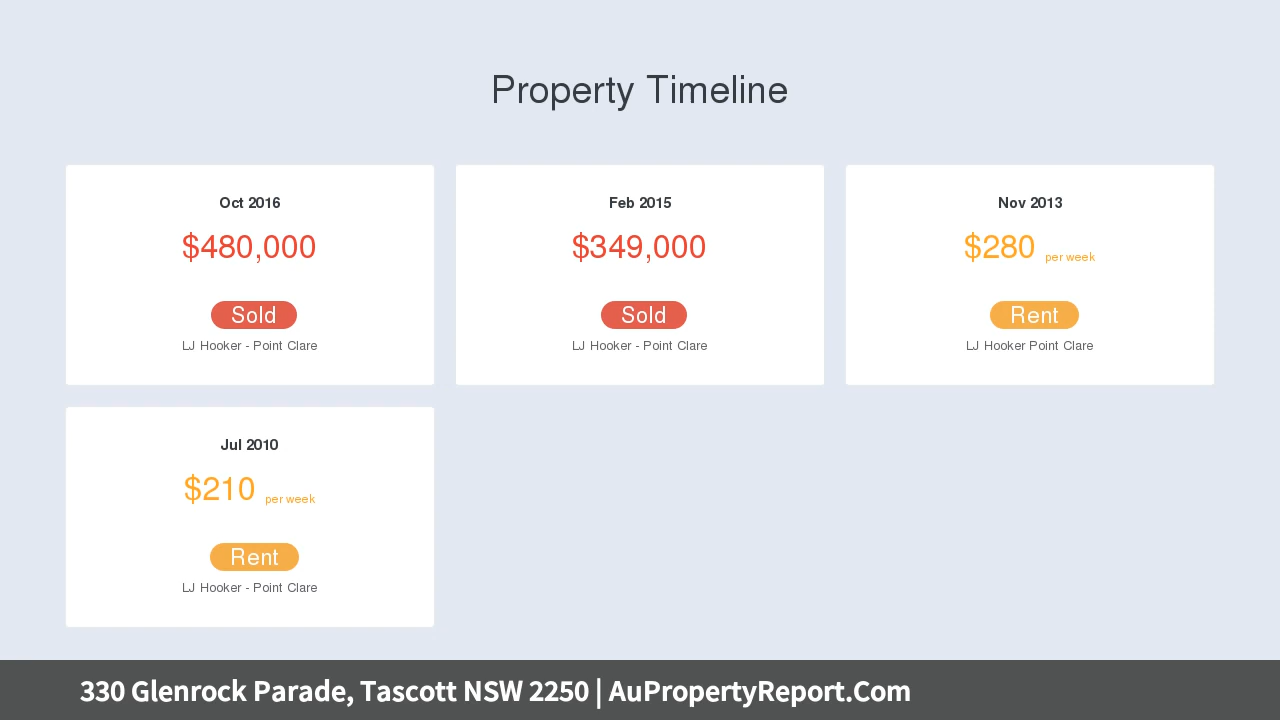 Property Timeline
Oct 2016
$480,000
Sold
LJ Hooker - Point Clare
Feb 2015
$349,000
Sold
LJ Hooker - Point Clare
Nov 2013
$280 per week
Rent
LJ Hooker Point Clare
Jul 2010
$210 per week
Rent
LJ Hooker - Point Clare
330 Glenrock Parade, Tascott NSW 2250 | AuPropertyReport.Com